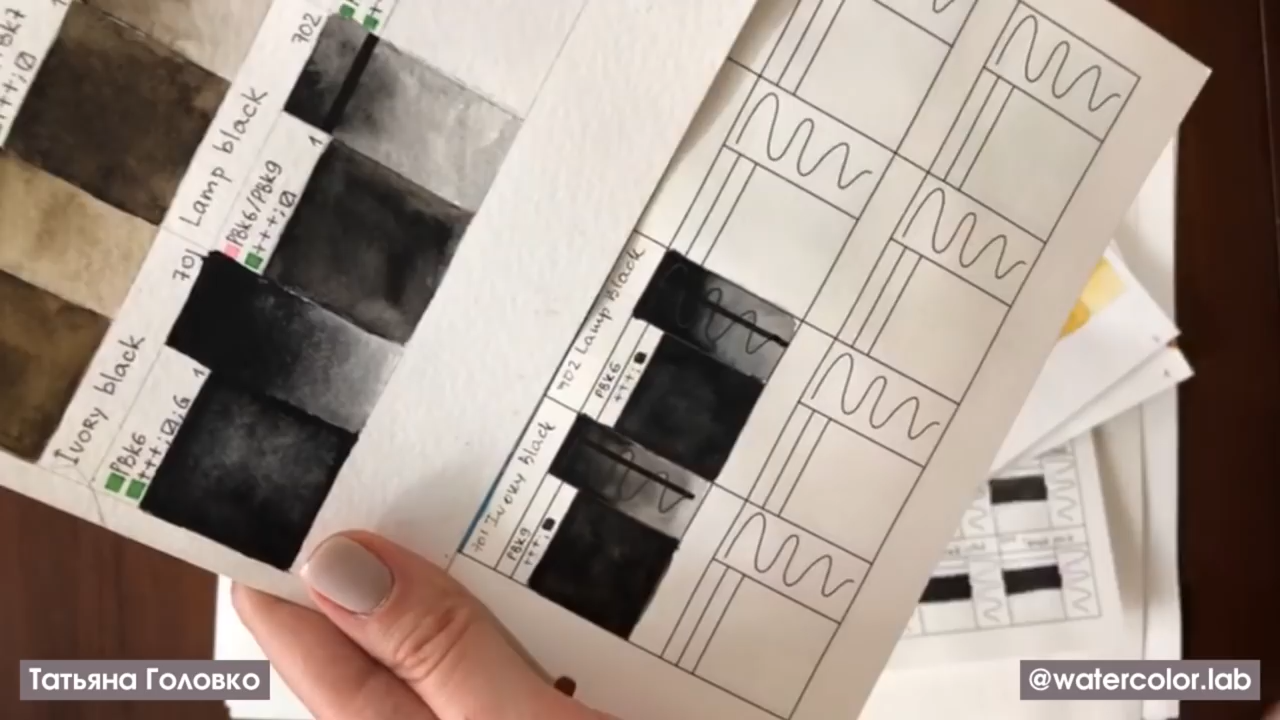 702
1
Lamp black
701
PBk6/PBk9
++++;Ø
1
Ivory black
PBk6
G
702 Lamp black
PBk6
+++;■
701 Ivory black
PBk9
+++;■
Татьяна Головко
@watercolor.lab